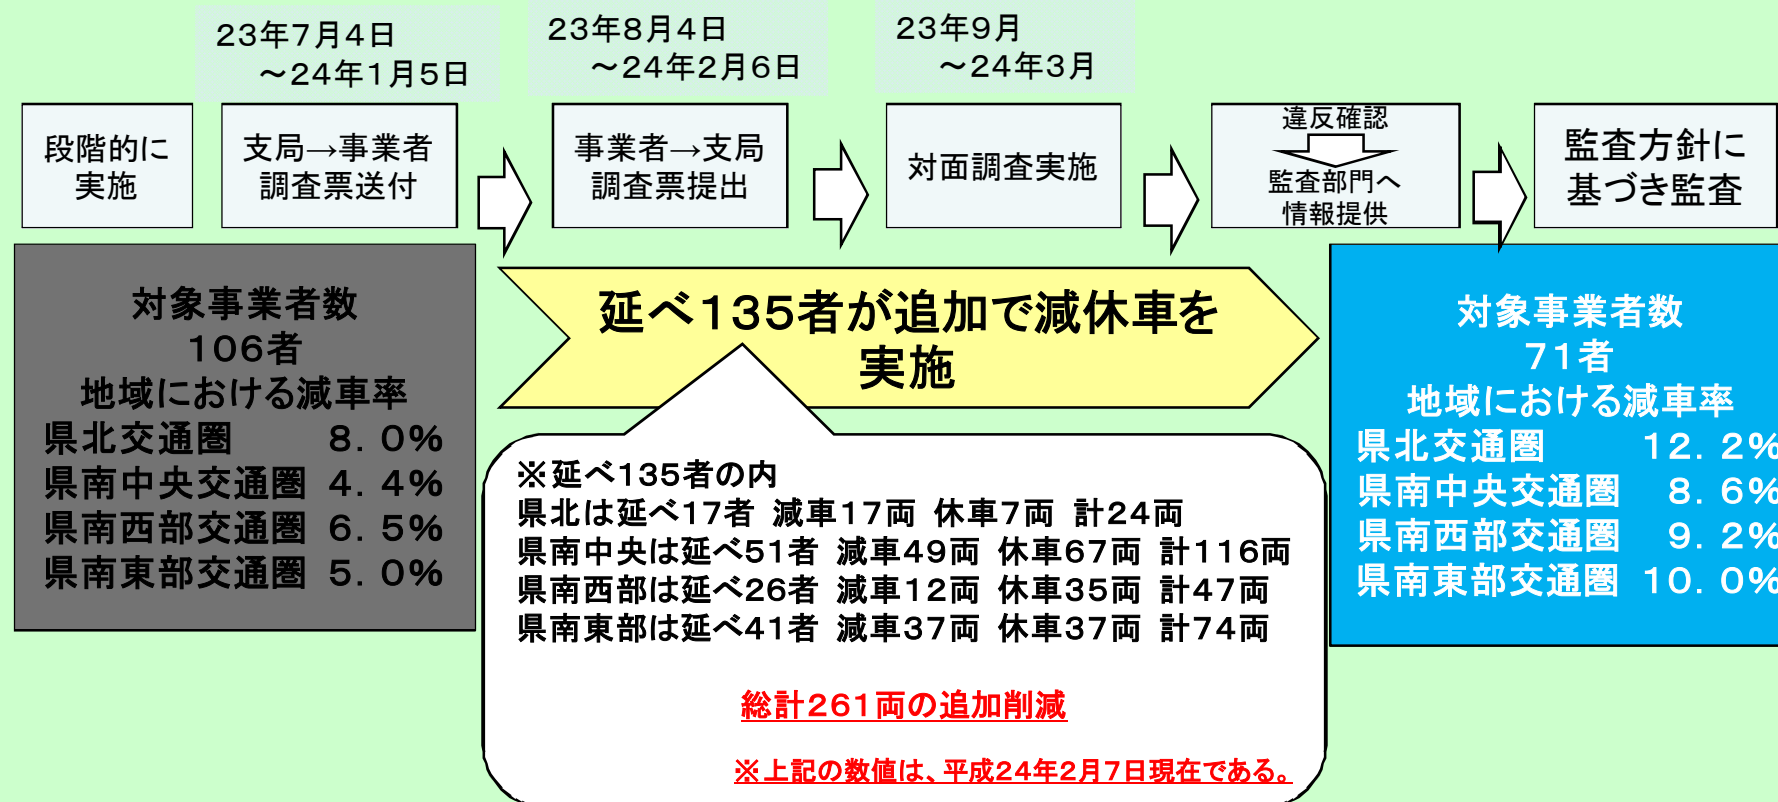 23年7月4日
～24年1月5日
23年8月4日
～24年2月6日
23年9月
～24年3月
段階的に
実施
支局→事業者
調査票送付
事業者→支局
調査票提出
対面調査実施
違反確認
監査部門へ
情報提供
監査方針に
基づき監査
対象事業者数
106者
地域における減車率
県北交通圏 8.0%
県南中央交通圏 4.4%
県南西部交通圏 6.5%
県南東部交通圏 5.0%
延べ135者が追加で減休車を
実施
※延べ135者の内
県北は延べ17者 減車17両 休車7両 計24両
県南中央は延べ51者 減車49両 休車67両 計116両
県南西部は延べ26者 減車12両 休車35両 計47両
県南東部は延べ41者 減車37両 休車37両 計74両
総計261両の追加削減
※上記の数値は、平成24年2月7日現在である。
対象事業者数
71者
地域における減車率
県北交通圏 12.2%
県南中央交通圏 8.6%
県南西部交通圏 9.2%
県南東部交通圏 10.0%